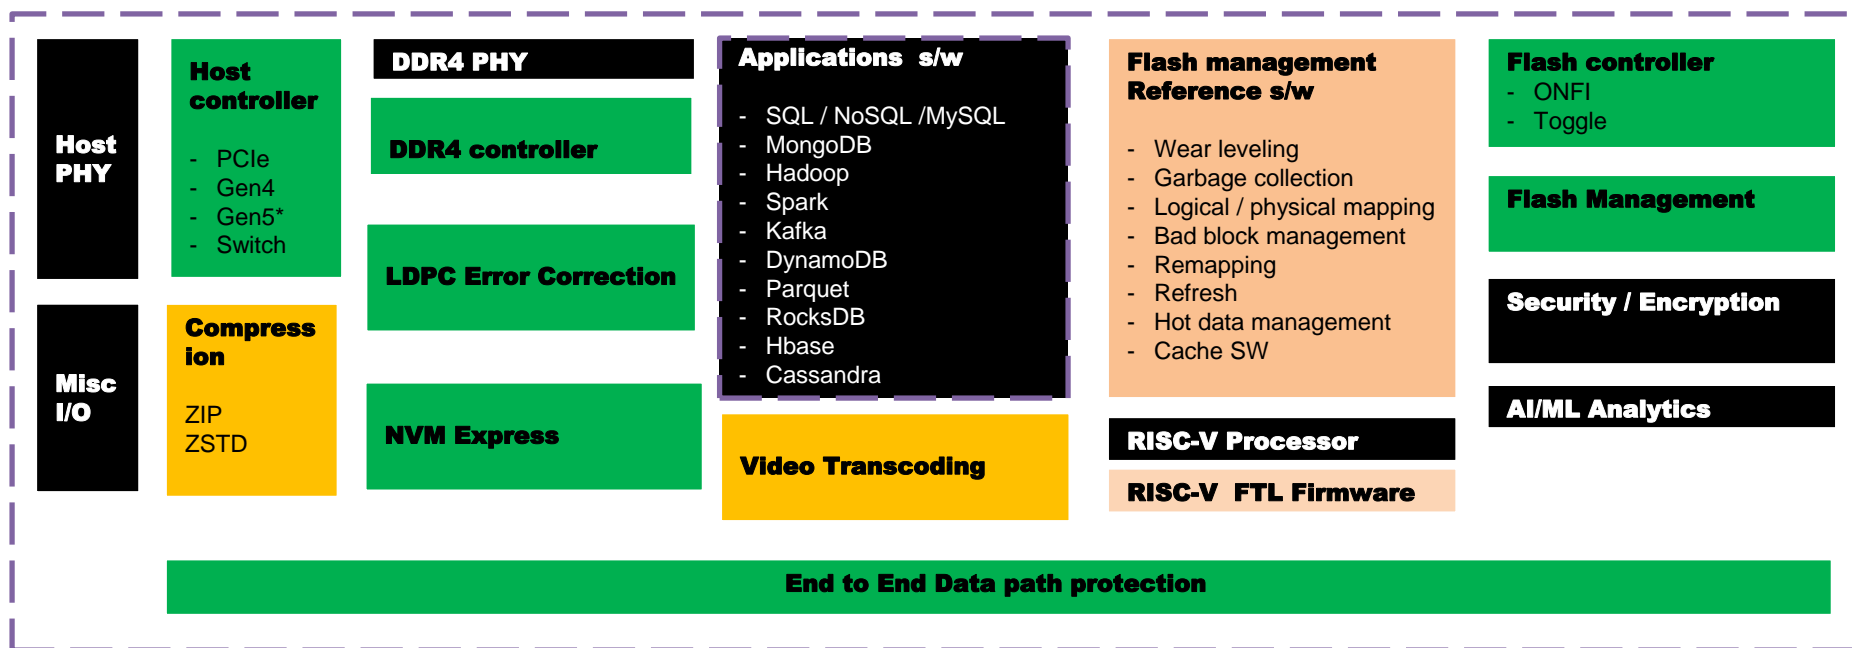 Host
PHY
Misc
I/O
Host
controller
- PCIe
- Gen4
- Gen5*
- Switch
Compress
ion
ZIP
ZSTD
DDR4 PHY
DDR4 controller
LDPC Error Correction
NVM Express
Applications s/w
- SQL / NoSQL /MySQL
- MongoDB
- Hadoop
- Spark
- Kafka
- DynamoDB
- Parquet
- RocksDB
- Hbase
- Cassandra
Video Transcoding
Flash management
Reference s/w
- Wear leveling
- Garbage collection
- Logical / physical mapping
- Bad block management
- Remapping
- Refresh
- Hot data management
- Cache SW
RISC-V Processor
RISC-V FTL Firmware
Flash controller
- ONFI
- Toggle
Flash Management
Security / Encryption
AI/ML Analytics
End to End Data path protection